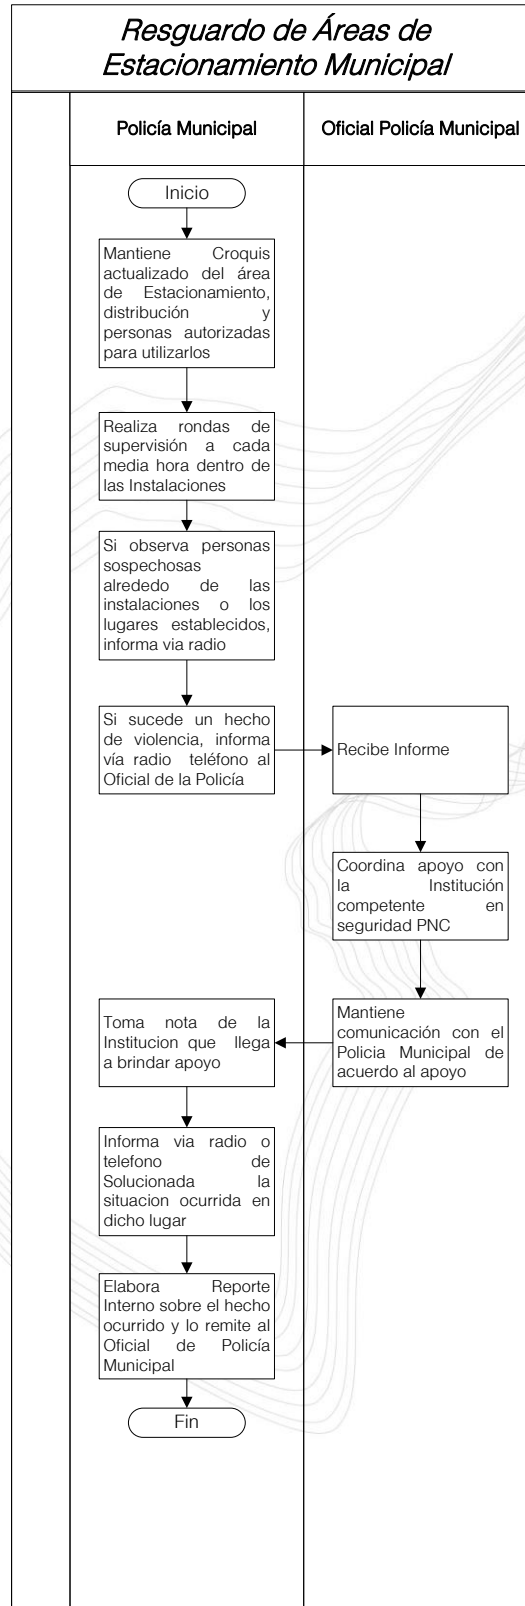 Resguardo de Áreas de
Estacionamiento Municipal
Policía Municipal
Oficial Policía Municipal
Inicio
Mantiene Croquis
actualizado del área
de Estacionamiento,
distribución y
personas autorizadas
para utilizarlos
Realiza rondas de
supervisión a cada
media hora dentro de
las Instalaciones
Si observa personas
sospechosas
alrededo de las
instalaciones o los
lugares establecidos,
informa via radio
Si sucede un hecho
de violencia, informa
vía radio teléfono al
Oficial de la Policía
Recibe Informe
Coordina apoyo con
la Institución
competente en
seguridad PNC
Mantiene
comunicación con el
Policia Municipal de
acuerdo al apoyo
Toma nota de la
Institucion que llega
a brindar apoyo
Informa via radio o
telefono de
Solucionada la
situacion ocurrida en
dicho lugar
Elabora Reporte
Interno sobre el hecho
ocurrido y lo remite al
Oficial de Policía
Municipal
Fin